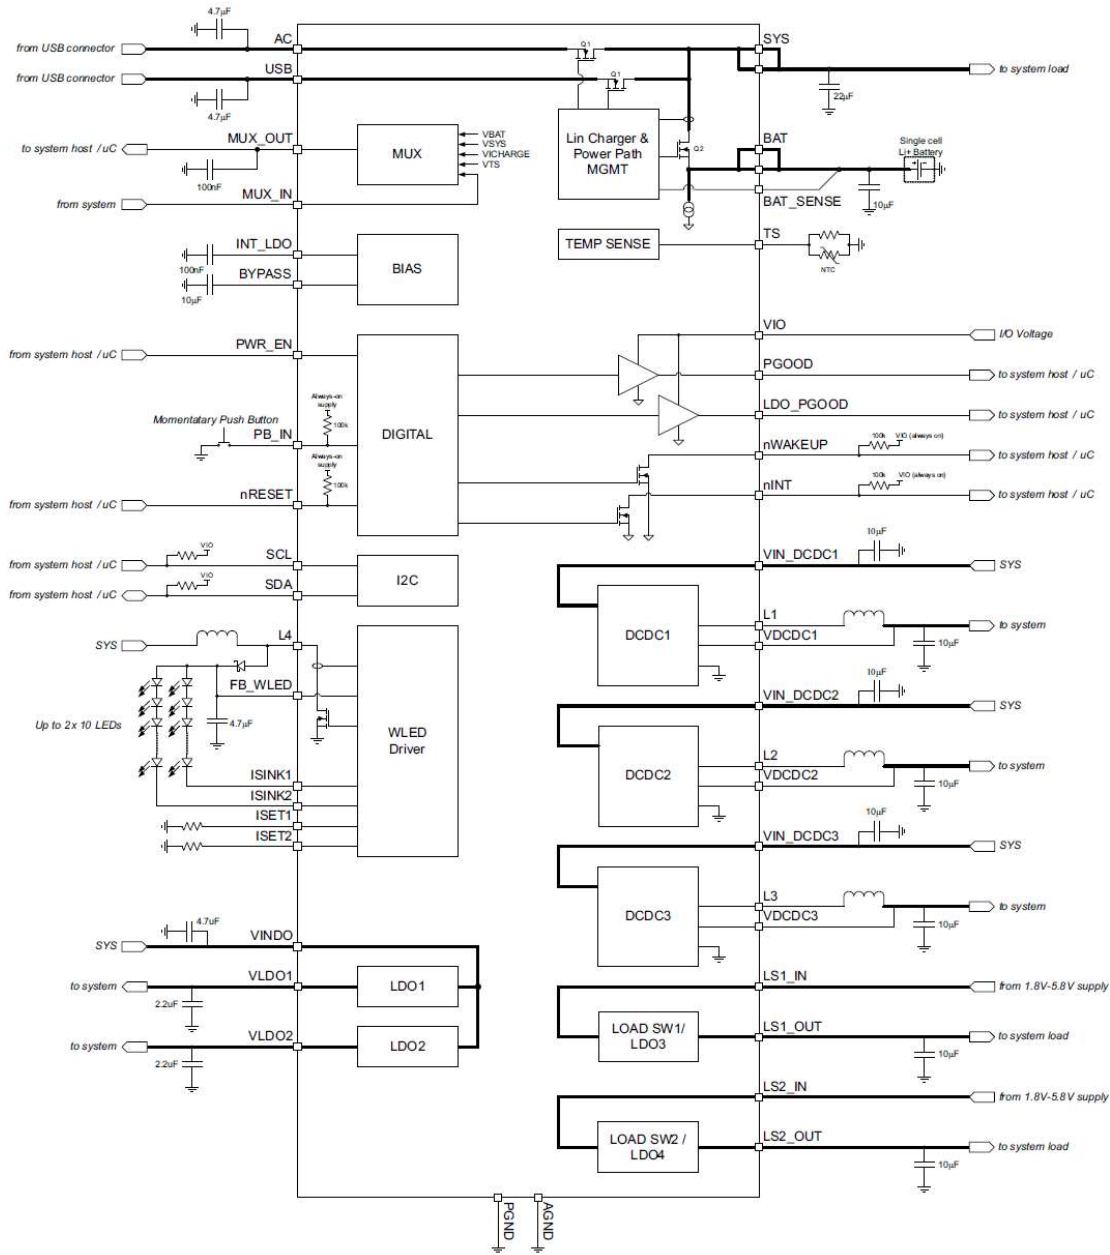 4.7µF
from USB connector
AC
SYS
Q1
from USB connector
USB
Q1
to system load
4.7µF
22µF
to system host / uC
MUX_OUT
MUX
VBAT
VSYS
VICHARGE
VTS
Lin Charger &
Power Path
MGMT
Q2
BAT
Single cell
Li+ Battery
100nF
from system
MUX_IN
BAT_SENSE
10µF
INT_LDO
TEMP SENSE
TS
100nF
BIAS
NTC
BYPASS
10µF
VIO
I/O Voltage
from system host / uC
PWR_EN
PGOOD
to system host / uC
Always-on
supply
100k
LDO_PGOOD
to system host / uC
Momentatary Push Button
PB_IN
DIGITAL
nWAKEUP
100k
VIO (always on)
to system host / uC
Always-on
supply
100k
from system host / uC
nRESET
nINT
100k
VIO (always on)
to system host / uC
VIO
from system host / uC
SCL
I2C
10µF
VIN_DCDC1
SYS
VIO
from system host / uC
SDA
DCDC1
L1
to system
VDCDC1
10µF
SYS
L4
FB_WLED
10µF
VIN_DCDC2
SYS
Up to 2x 10 LEDs
4.7µF
WLED
Driver
DCDC2
L2
to system
VDCDC2
10µF
ISINK1
ISINK2
ISET1
ISET2
10µF
VIN_DCDC3
SYS
DCDC3
L3
to system
VDCDC3
10µF
4.7uF
SYS
VINDO
to system
VLDO1
LDO1
2.2uF
LS1_IN
from 1.8V-5.8V supply
to system
VLDO2
LDO2
2.2uF
LOAD SW1/
LDO3
LS1_OUT
to system load
10µF
LS2_IN
from 1.8V-5.8V supply
LOAD SW2 /
LDO4
LS2_OUT
to system load
10µF
PGND
AGND